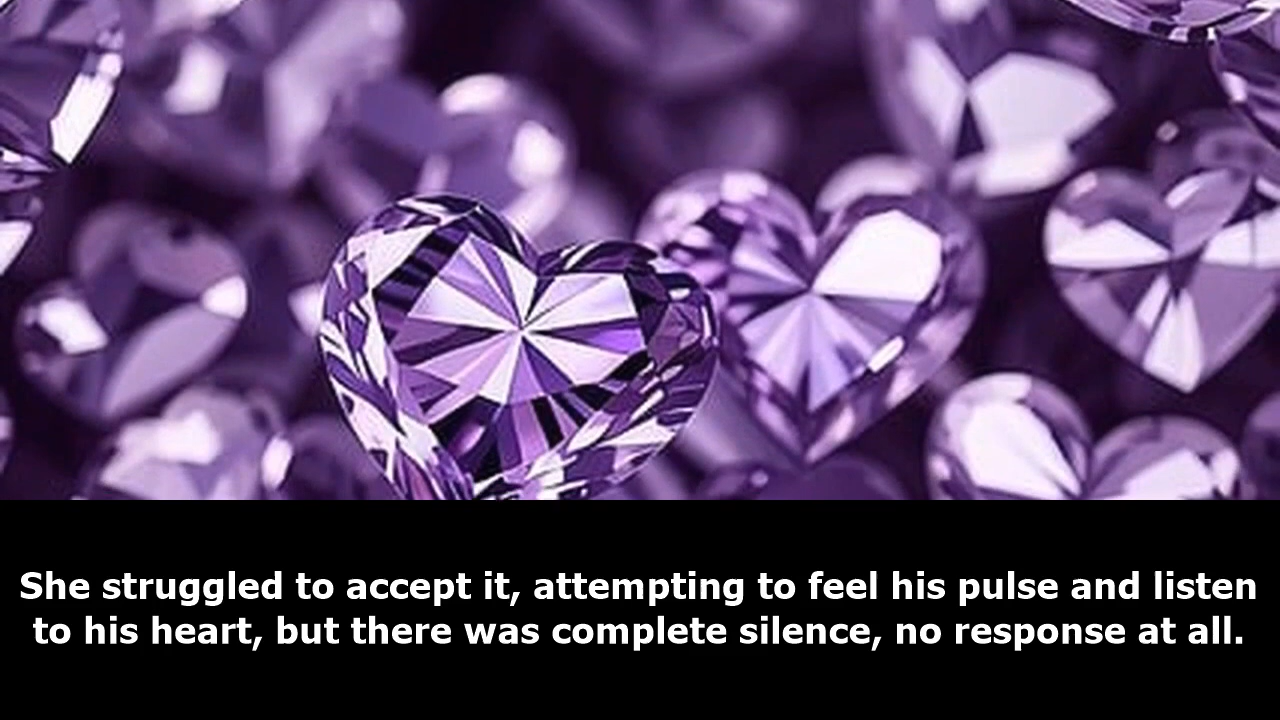 She struggled to accept it, attempting to feel his pulse and listen
to his heart, but there was complete silence, no response at all.